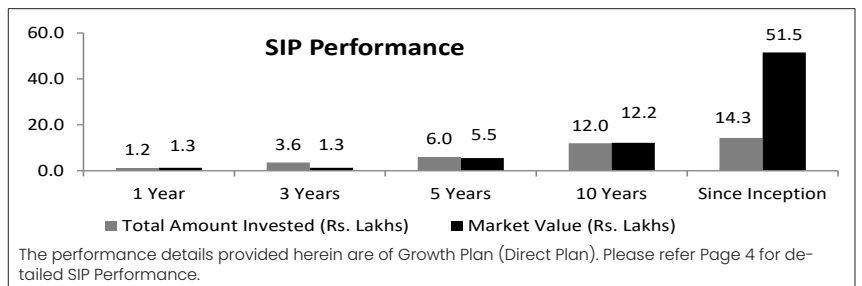 SIP Performance
60.0
40.0
20.0
0.0
1.2 1.3 3.6 1.3 6.0 5.5 12.0 12.2 14.3 51.5
1 Year 3 Years 5 Years 10 Years Since Inception
Total Amount Invested (Rs. Lakhs) Market Value (Rs. Lakhs)
The performance details provided herein are of Growth Plan (Direct Plan). Please refer Page 4 for de-
tailed SIP Performance.